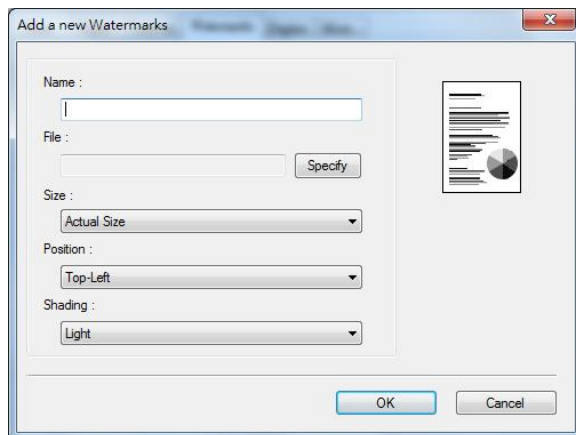 Add a new Watermarks
Name :
File :
Specify
Size :
Actual Size
Position :
Top-Left
Shading :
Light
OK
Cancel